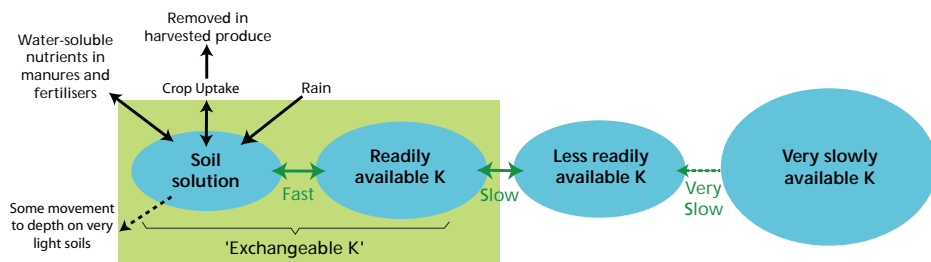 Removed in
harvested produce
Water-soluble
nutrients in
manures and
fertilisers
Crop Uptake
Rain
Soil
solution
Fast
Readily
available K
Slow
Less readily
available K
Very
Slow
Very slowly
available K
Some movement
to depth on very
light soils
'Exchangeable K'